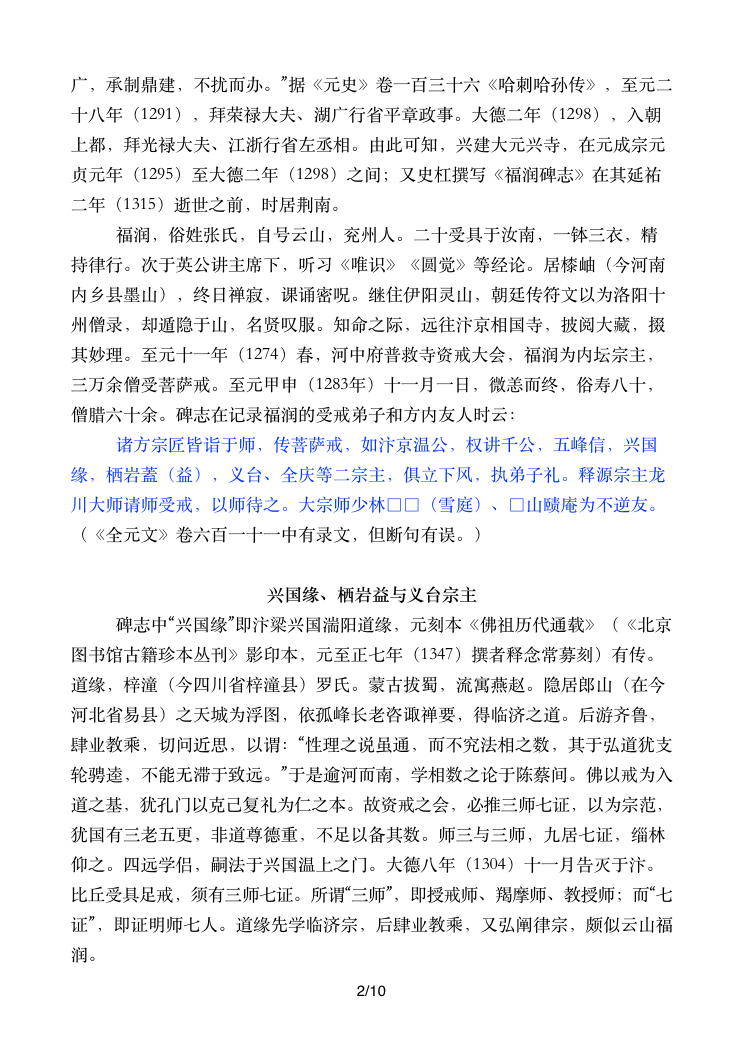 广，承制鼎建，不扰而办。”据《元史》卷一百三十六《哈剌哈孙传》，至元二
十八年（1291），拜荣禄大夫、湖广行省平章政事。大德二年（1298），入朝
上都，拜光禄大夫、江浙行省左丞相。由此可知，兴建大元兴寺，在元成宗元
贞元年（1295）至大德二年（1298）之间；又史杠撰写《福润碑志》在其延祐
二年（1315）逝世之前，时居荆南。
福润，俗姓张氏，自号云山，兖州人。二十受具于汝南，一钵三衣，精
持律行。次于英公讲主席下，听习《唯识》《圆觉》等经论。居榛岫（今河南
内乡县墨山），终日禅寂，课诵密呪。继住伊阳灵山，朝廷传符文以为洛阳十
州僧录，却遁隐于山，名贤叹服。知命之际，远往汴京相国寺，披阅大藏，掇
其妙理。至元十一年（1274）春，河中府普救寺资戒大会，福润为内坛宗主，
三万余僧受菩萨戒。至元甲申（1283年）十一月一日，微恙而终，俗寿八十，
僧腊六十余。碑志在记录福润的受戒弟子和方内友人时云：
诸方宗匠皆诣于师，传菩萨戒，如汴京温公，权讲千公，五峰信，兴国
缘，栖岩蓋（益），义台、全庆等二宗主，俱立下风，执弟子礼。释源宗主龙
川大师请师受戒，以师待之。大宗师少林□□（雪庭）、□山赜庵为不逆友。
（《全元文》卷六百一十一中有录文，但断句有误。）
兴国缘、栖岩益与义台宗主
碑志中“兴国缘”即汴梁兴国湍阳道缘，元刻本《佛祖历代通载》（《北京
图书馆古籍珍本丛刊》影印本，元至正七年（1347）撰者释念常募刻）有传。
道缘，梓潼（今四川省梓潼县）罗氏。蒙古拔蜀，流寓燕赵。隐居郎山（在今
河北省易县）之天城为浮图，依孤峰长老咨诹禅要，得临济之道。后游齐鲁，
肆业教乘，切问近思，以谓：“性理之说虽通，而不究法相之数，其于弘道犹支
轮骋逵，不能无滞于致远。”于是逾河而南，学相数之论于陈蔡间。佛以戒为入
道之基，犹孔门以克己复礼为仁之本。故资戒之会，必推三师七证，以为宗范，
犹国有三老五更，非道尊德重，不足以备其数。师三与三师，九居七证，缁林
仰之。四远学侣，嗣法于兴国温上之门。大德八年（1304）十一月告灭于汴。
比丘受具足戒，须有三师七证。所谓“三师”，即授戒师、羯摩师、教授师；而“七
证”，即证明师七人。道缘先学临济宗，后肆业教乘，又弘阐律宗，颇似云山福
润。
2/10